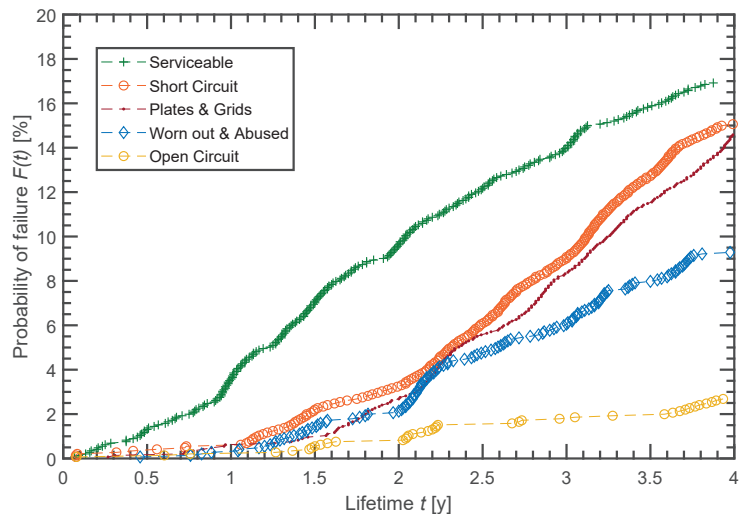 Probability of failure F(t) [%]
20
18
16
14
12
10
8
6
4
2
0
Serviceable
Short Circuit
Plates & Grids
Worn out & Abused
Open Circuit
0 0.5 1 1.5 2 2.5 3 3.5 4
Lifetime t [y]